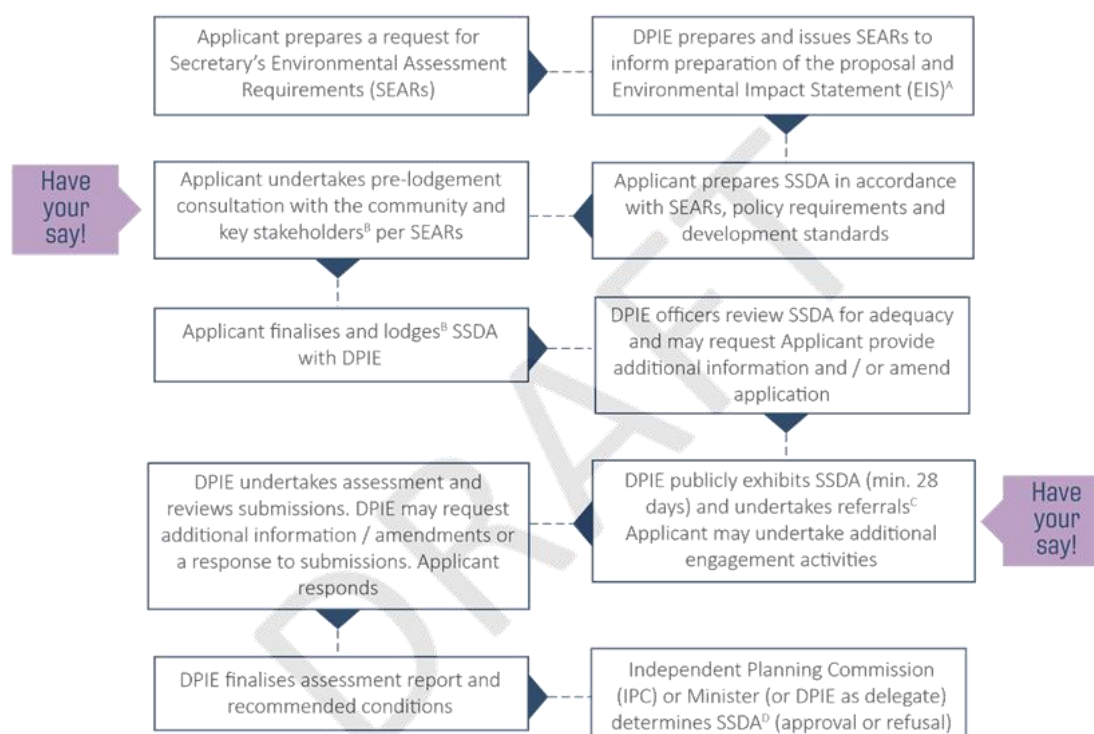 Applicant prepares a request for
Secretary's Environmental Assessment
Requirements (SEARs)
DPIE prepares and issues SEARs to
inform preparation of the proposal and
Environmental Impact Statement (EIS)ᴬ
Have
your
say!
Applicant undertakes pre-lodgement
consultation with the community and
key stakeholdersᴮ per SEARs
Applicant prepares SSDA in accordance
with SEARs, policy requirements and
development standards
Applicant finalises and lodgesᴮ SSDA
with DPIE
DPIE officers review SSDA for adequacy
and may request Applicant provide
additional information and / or amend
application
DPIE undertakes assessment and
reviews submissions. DPIE may request
additional information / amendments or
a response to submissions. Applicant
responds
DPIE publicly exhibits SSDA (min. 28
days) and undertakes referralsᶜ
Applicant may undertake additional
engagement activities
Have
your
say!
DPIE finalises assessment report and
recommended conditions
Independent Planning Commission
(IPC) or Minister (or DPIE as delegate)
determines SSDAᴰ (approval or refusal)
DRAFT